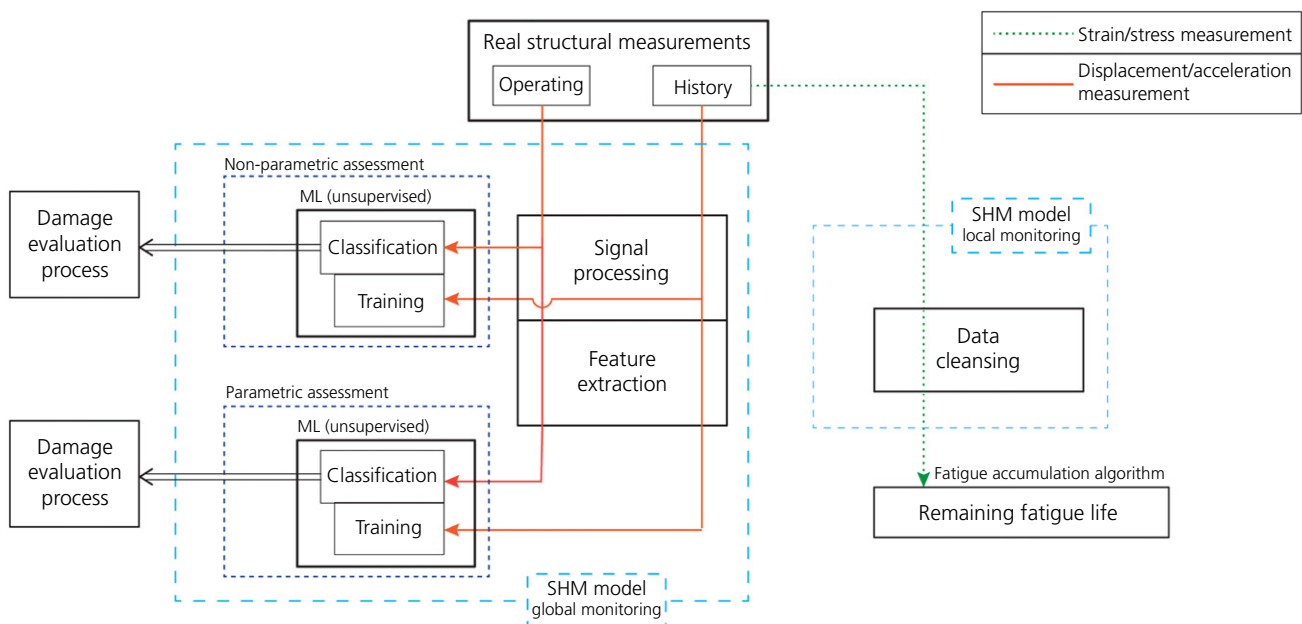 Real structural measurements
Operating
History
Strain/stress measurement
Displacement/acceleration
measurement
Non-parametric assessment
ML (unsupervised)
Classification
Training
Damage
evaluation
process
Signal
processing
Feature
extraction
Parametric assessment
ML (unsupervised)
Classification
Training
Damage
evaluation
process
SHM model
global monitoring
SHM model
local monitoring
Data
cleansing
Fatigue accumulation algorithm
Remaining fatigue life